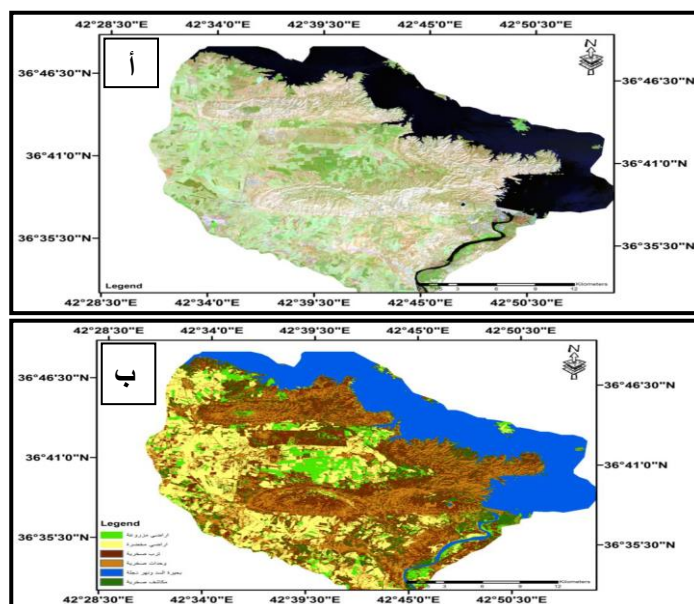 42°28'30"E 42°34'0"E 42°39'30"E 42°45'0"E 42°50'30"E
أ
N
36°46'30"N 36°46'30"N
36°41'0"N 36°41'0"N
36°35'30"N 36°35'30"N
Legend
Kilometers
42°28'30"E 42°34'0"E 42°39'30"E 42°45'0"E 42°50'30"E
42°28'30"E 42°34'0"E 42°39'30"E 42°45'0"E 42°50'30"E
ب
N
36°46'30"N 36°46'30"N
36°41'0"N 36°41'0"N
Legend
اراضي مزروعة
اراضي مخضرة
ترب صخرية
وحدات صخرية
بحيرة السد ونهر دجلة
مكاشف صخرية
36°35'30"N 36°35'30"N
Kilometers
42°28'30"E 42°34'0"E 42°39'30"E 42°45'0"E 42°50'30"E